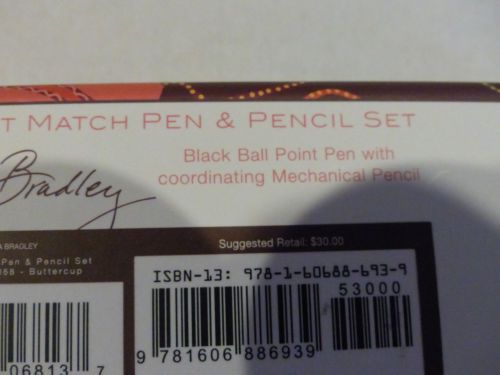 T MATCH PEN & PENCIL SET
Black Ball Point Pen with
coordinating Mechanical Pencil
Bradley
A BRADLEY
Pen & Pencil Set
168 - Buttercup
Suggested Retail: $30.00
ISBN-13: 978-1-60688-693-9
53000
06813 7
9 781606 886939